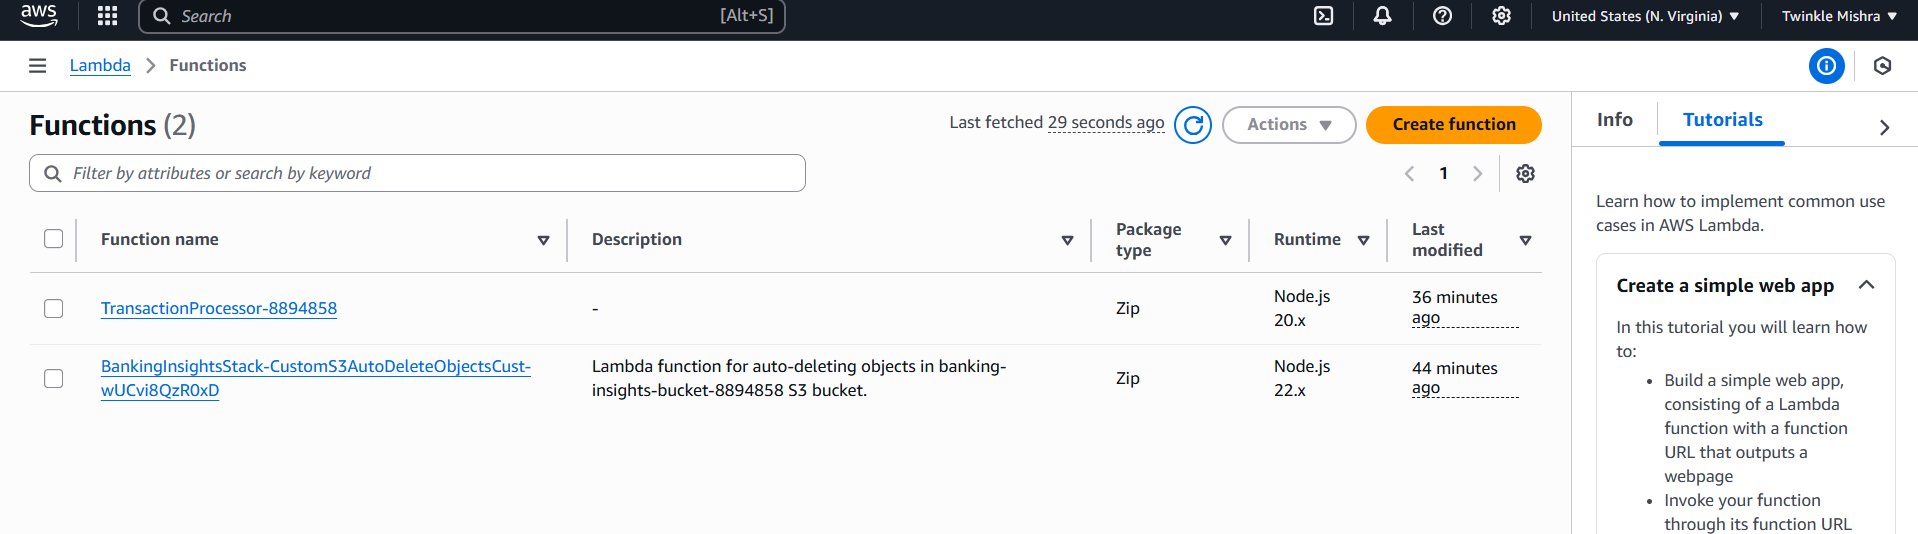 aws
Search
[Alt+S]
United States (N. Virginia)
Twinkle Mishra
Lambda
Functions
Functions (2)
Last fetched 29 seconds ago
Actions
Create function
Filter by attributes or search by keyword
1
Function name
Description
Package
type
Runtime
Last
modified
TransactionProcessor-8894858
-
Zip
Node.js
20.x
36 minutes
ago
BankingInsightsStack-CustomS3AutoDeleteObjectsCust-
wUCvi8QzR0xD
Lambda function for auto-deleting objects in banking-
insights-bucket-8894858 S3 bucket.
Zip
Node.js
22.x
44 minutes
ago
Info
Tutorials
Learn how to implement common use
cases in AWS Lambda.
Create a simple web app
In this tutorial you will learn how
to:
• Build a simple web app,
consisting of a Lambda
function with a function
URL that outputs a
webpage
• Invoke your function
through its function URL